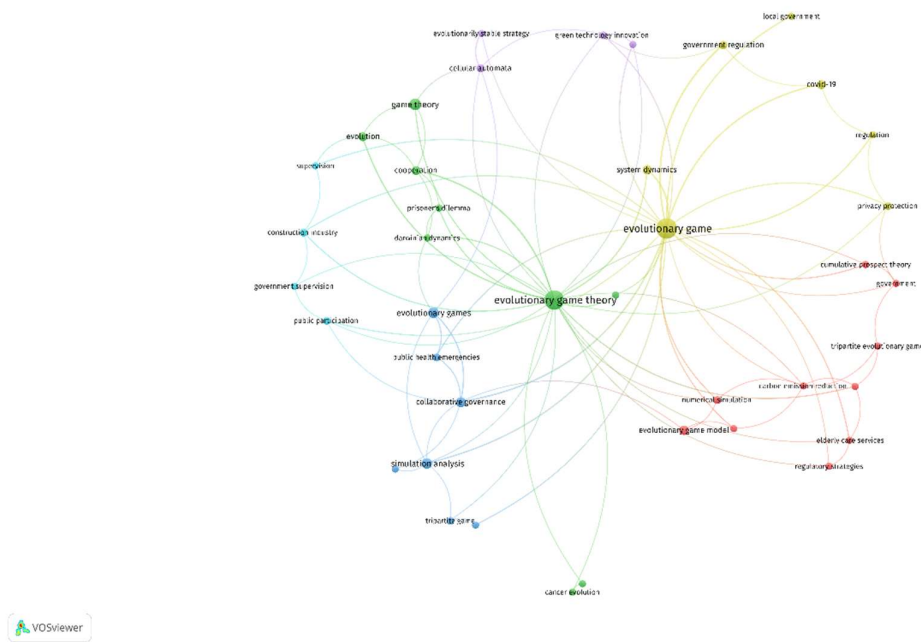 local government
evolutionarily stable strategy
green technology innovation
government regulation
cellular automata
covid-19
game theory
evolution
regulation
supervision
cooperation
system dynamics
prisoner's dilemma
privacy protection
construction industry
evolutionary game
darwinian dynamics
cumulative prospect theory
government supervision
government
evolutionary game theory
evolutionary games
public participation
tripartite evolutionary game
public health emergencies
carbon emission reduction
numerical simulation
collaborative governance
evolutionary game model
elderly care services
simulation analysis
regulatory strategies
tripartite game
cancer evolution
VOSviewer